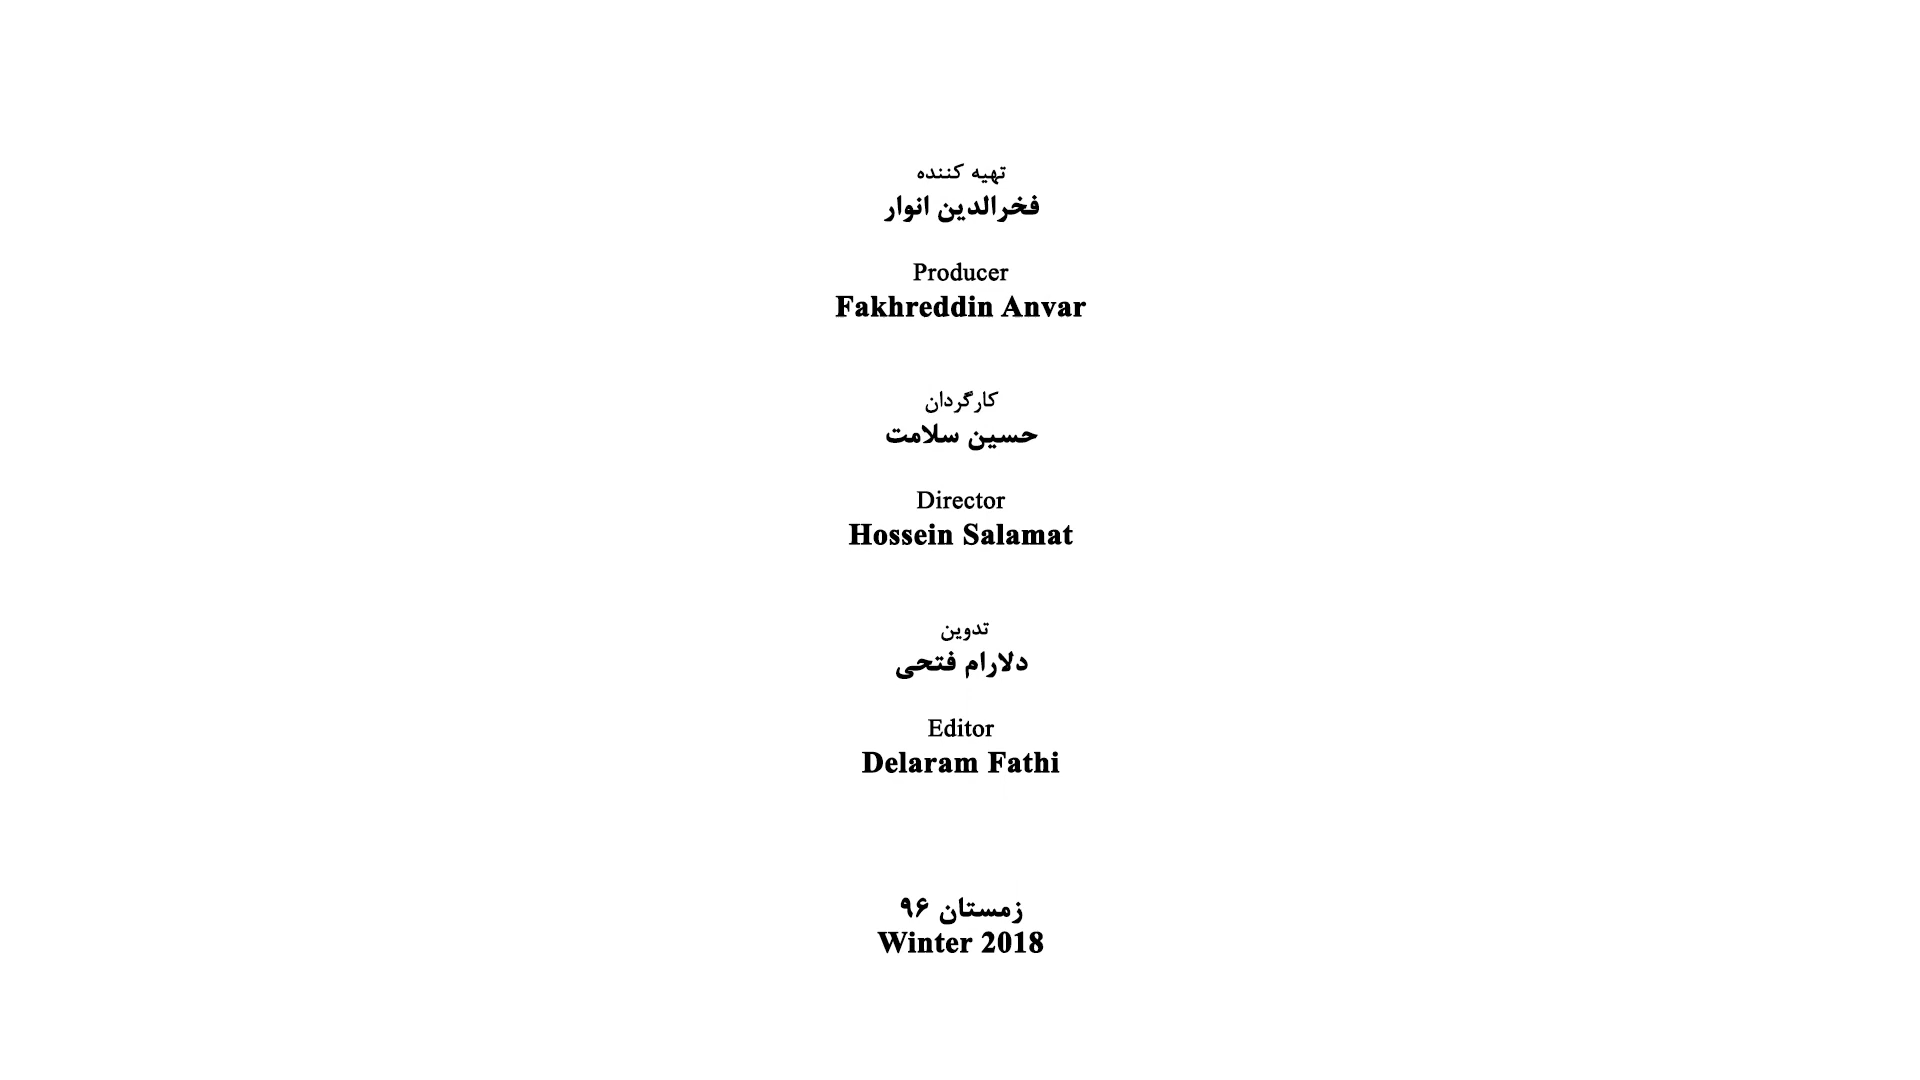 تهیه کننده
فخرالدین انوار
Producer
Fakhreddin Anvar
کارگردان
حسین سلامت
Director
Hossein Salamat
تدوین
دلارام فتحی
Editor
Delaram Fathi
زمستان ۹۶
Winter 2018